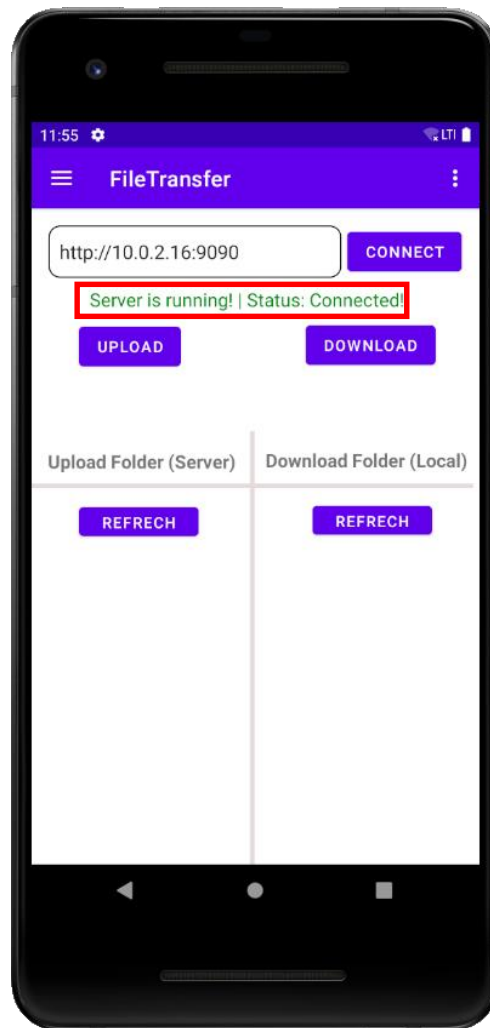 11:55 LTI
FileTransfer
http://10.0.2.16:9090 CONNECT
Server is running! | Status: Connected!
UPLOAD DOWNLOAD
Upload Folder (Server) Download Folder (Local)
REFRECH REFRECH